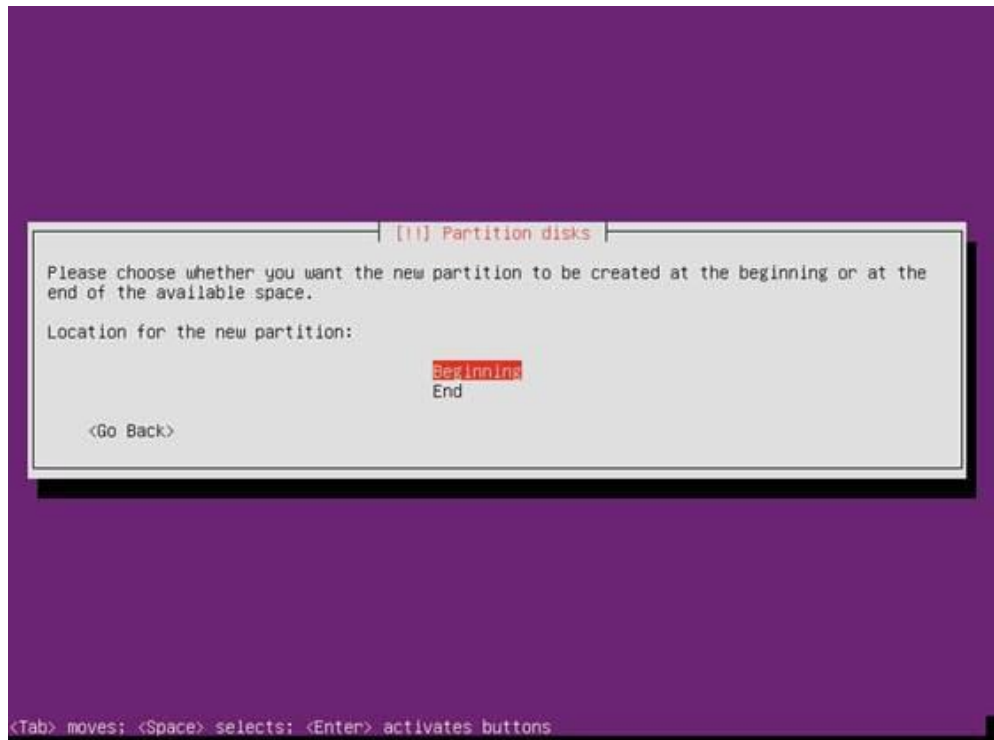 [!!] Partition disks
Please choose whether you want the new partition to be created at the beginning or at the
end of the available space.
Location for the new partition:
Beginning
End
<Go Back>
<Tab> moves; <Space> selects; <Enter> activates buttons